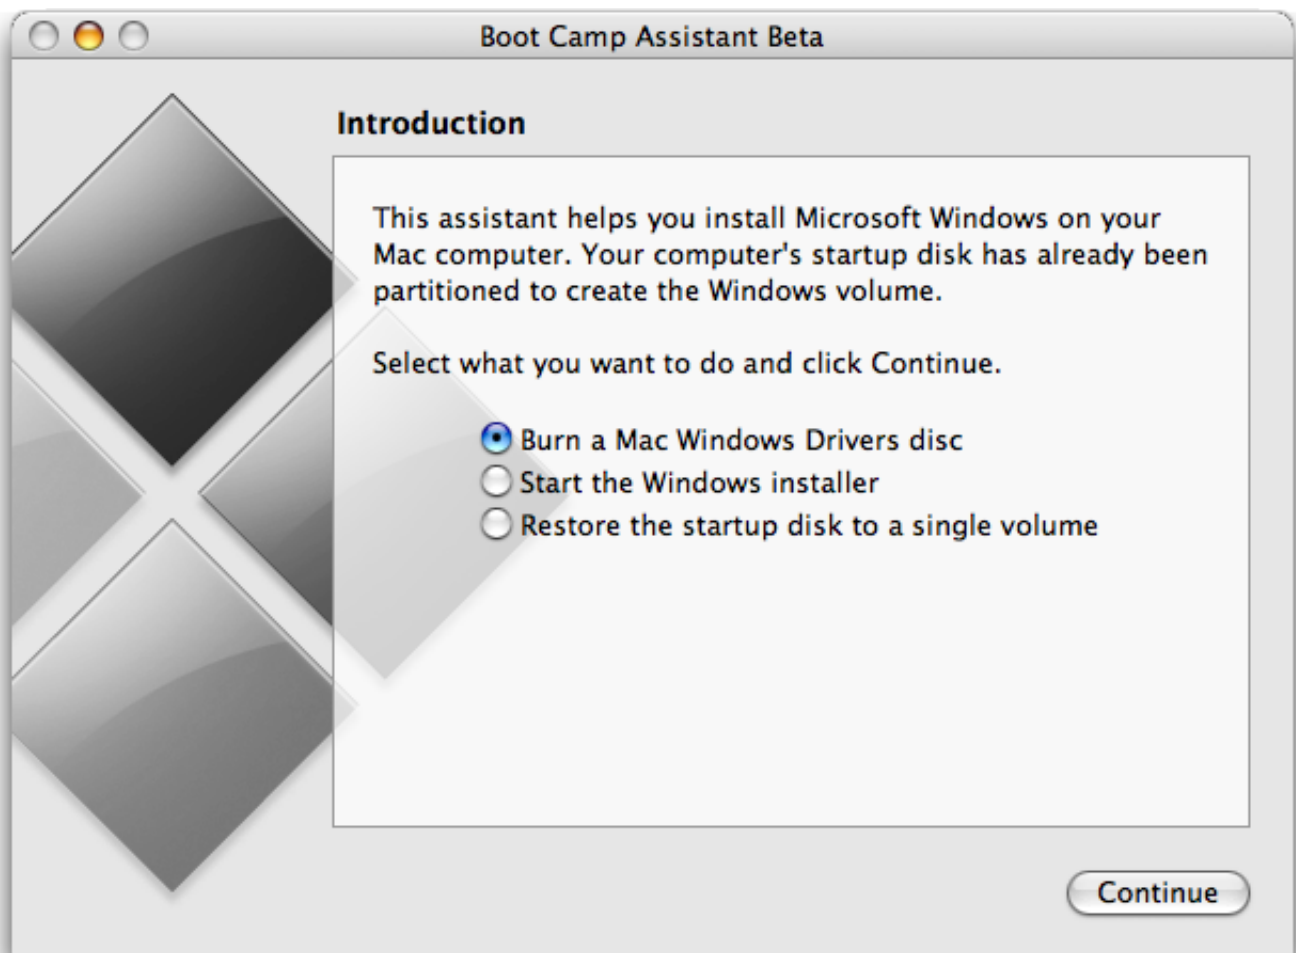 Boot Camp Assistant Beta
Introduction
This assistant helps you install Microsoft Windows on your
Mac computer. Your computer's startup disk has already been
partitioned to create the Windows volume.
Select what you want to do and click Continue.
Burn a Mac Windows Drivers disc
Start the Windows installer
Restore the startup disk to a single volume
Continue